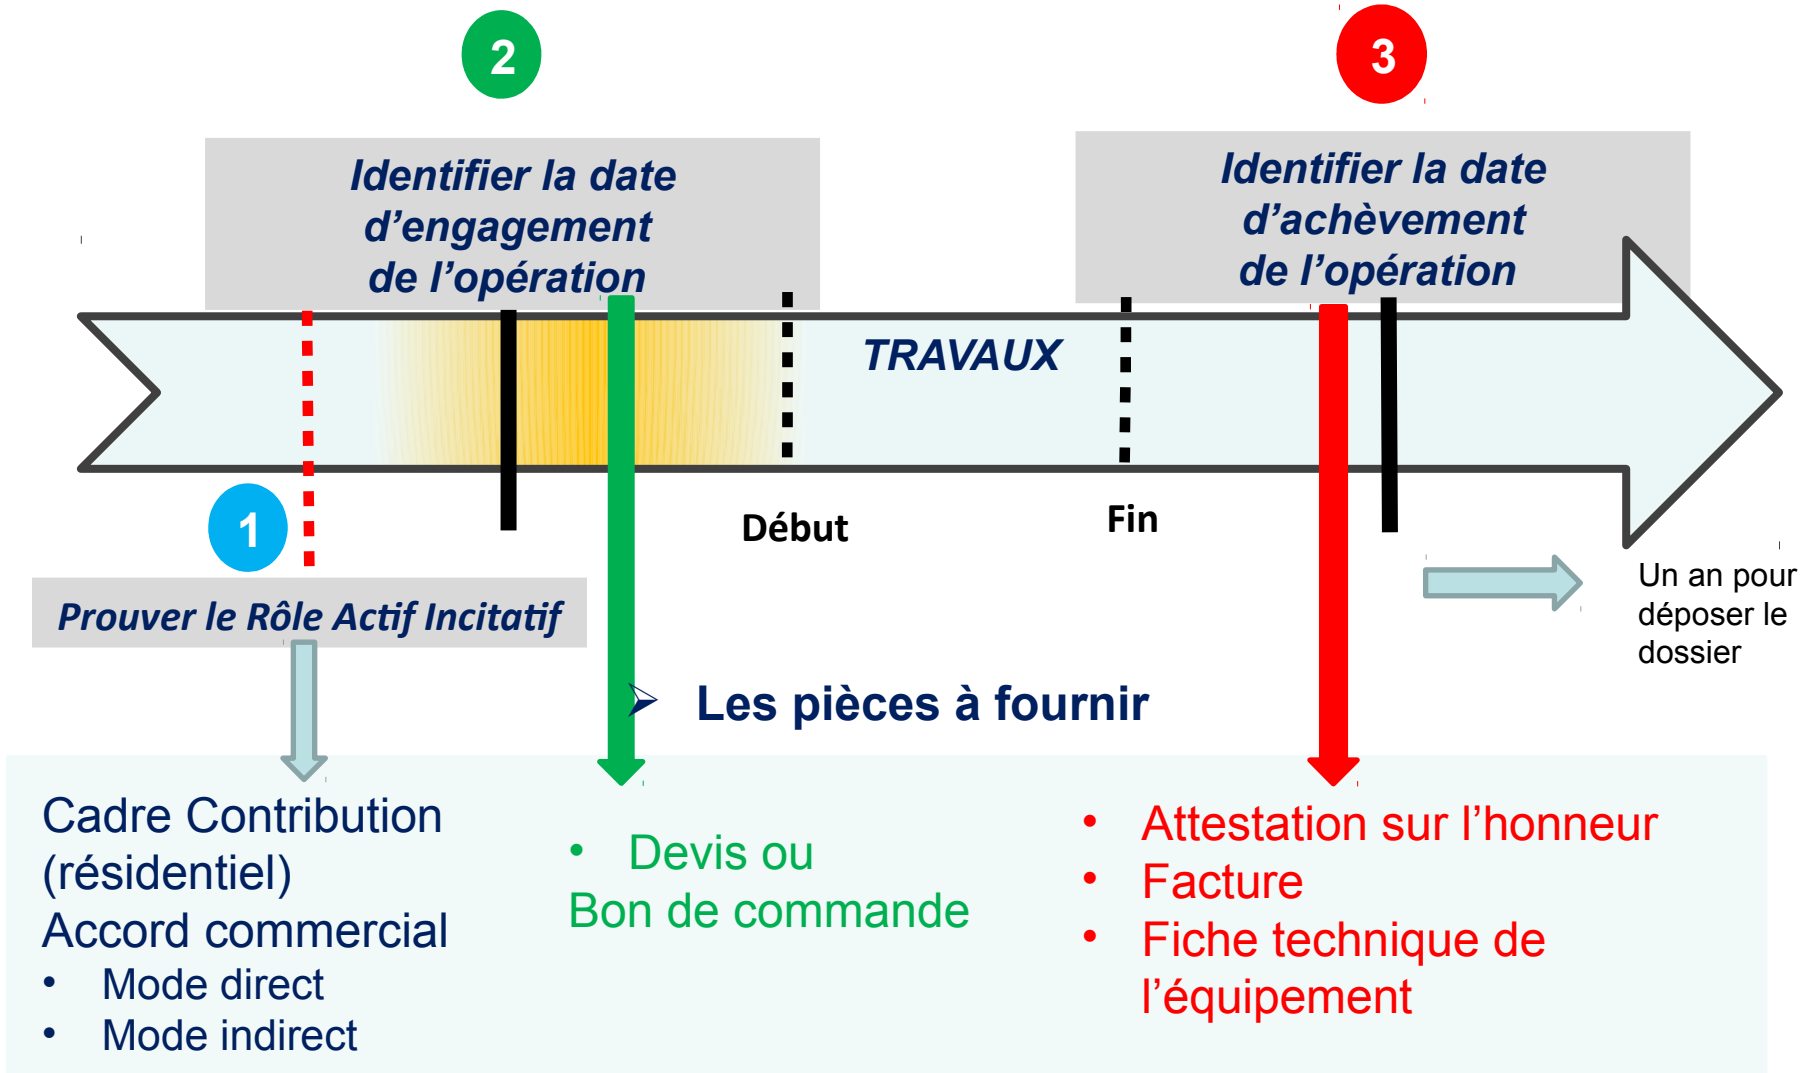 2
3
Identifier la date
d’engagement
de l’opération
Identifier la date
d’achèvement
de l’opération
TRAVAUX
1
Début
Fin
Prouver le Rôle Actif Incitatif
Un an pour
déposer le
dossier
➢ Les pièces à fournir
Cadre Contribution
(résidentiel)
Accord commercial
• Mode direct
• Mode indirect
• Devis ou
Bon de commande
• Attestation sur l’honneur
• Facture
• Fiche technique de
l’équipement